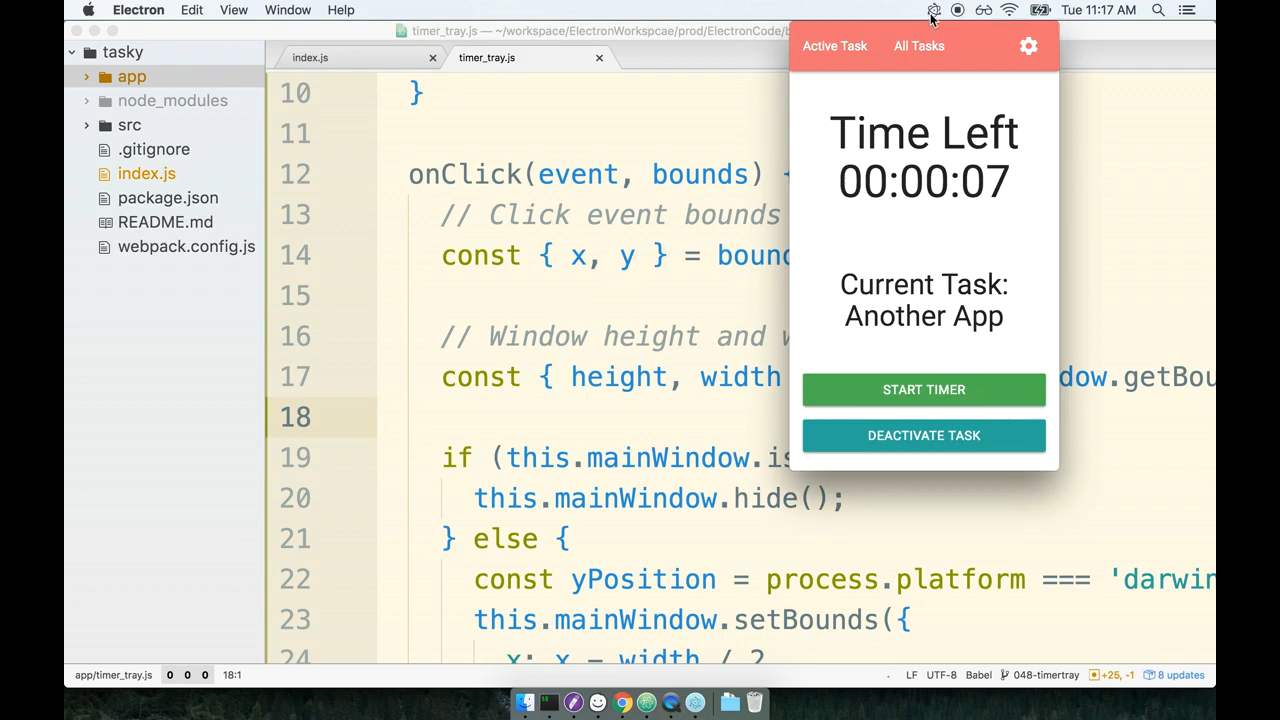 Electron Edit View Window Help Tue 11:17 AM
timer_tray.js — ~/workspace/ElectronWorkspcae/prod/ElectronCode/b
tasky
app
node_modules
src
.gitignore
index.js
package.json
README.md
webpack.config.js
index.js timer_tray.js
10 }
11
12 onClick(event, bounds) {
13 // Click event bounds
14 const { x, y } = bound
15
16 // Window height and w
17 const { height, width dow.getBou
18
19 if (this.mainWindow.is
20 this.mainWindow.hide();
21 } else {
22 const yPosition = process.platform === 'darwin
23 this.mainWindow.setBounds({
24 x: x - width / 2
Active Task All Tasks
Time Left
00:00:07
Current Task:
Another App
START TIMER
DEACTIVATE TASK
app/timer_tray.js 0 0 0 18:1 LF UTF-8 Babel 048-timertray +25, -1 8 updates